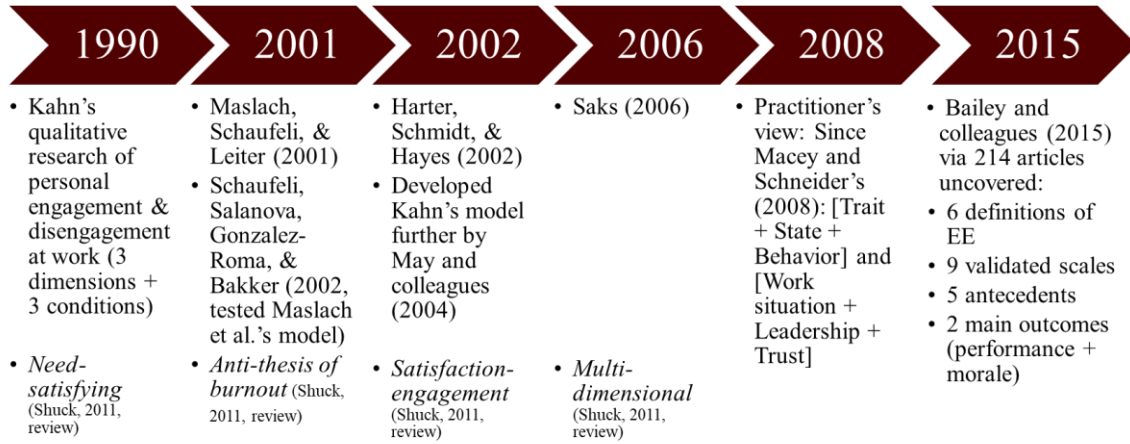 1990
2001
2002
2006
2008
2015
• Kahn's
qualitative
research of
personal
engagement &
disengagement
at work (3
dimensions +
3 conditions)
• Need-
satisfying
(Shuck, 2011,
review)
• Maslach,
Schaufeli, &
Leiter (2001)
• Schaufeli,
Salanova,
Gonzalez-
Roma, &
Bakker (2002,
tested Maslach
et al.'s model)
• Anti-thesis of
burnout (Shuck,
2011, review)
• Harter,
Schmidt, &
Hayes (2002)
• Developed
Kahn's model
further by
May and
colleagues
(2004)
• Satisfaction-
engagement
(Shuck, 2011,
review)
• Saks (2006)
• Multi-
dimensional
(Shuck, 2011,
review)
• Practitioner's
view: Since
Macey and
Schneider's
(2008): [Trait
+ State +
Behavior] and
[Work
situation +
Leadership +
Trust]
• Bailey and
colleagues (2015)
via 214 articles
uncovered:
• 6 definitions of
EE
• 9 validated scales
• 5 antecedents
• 2 main outcomes
(performance +
morale)